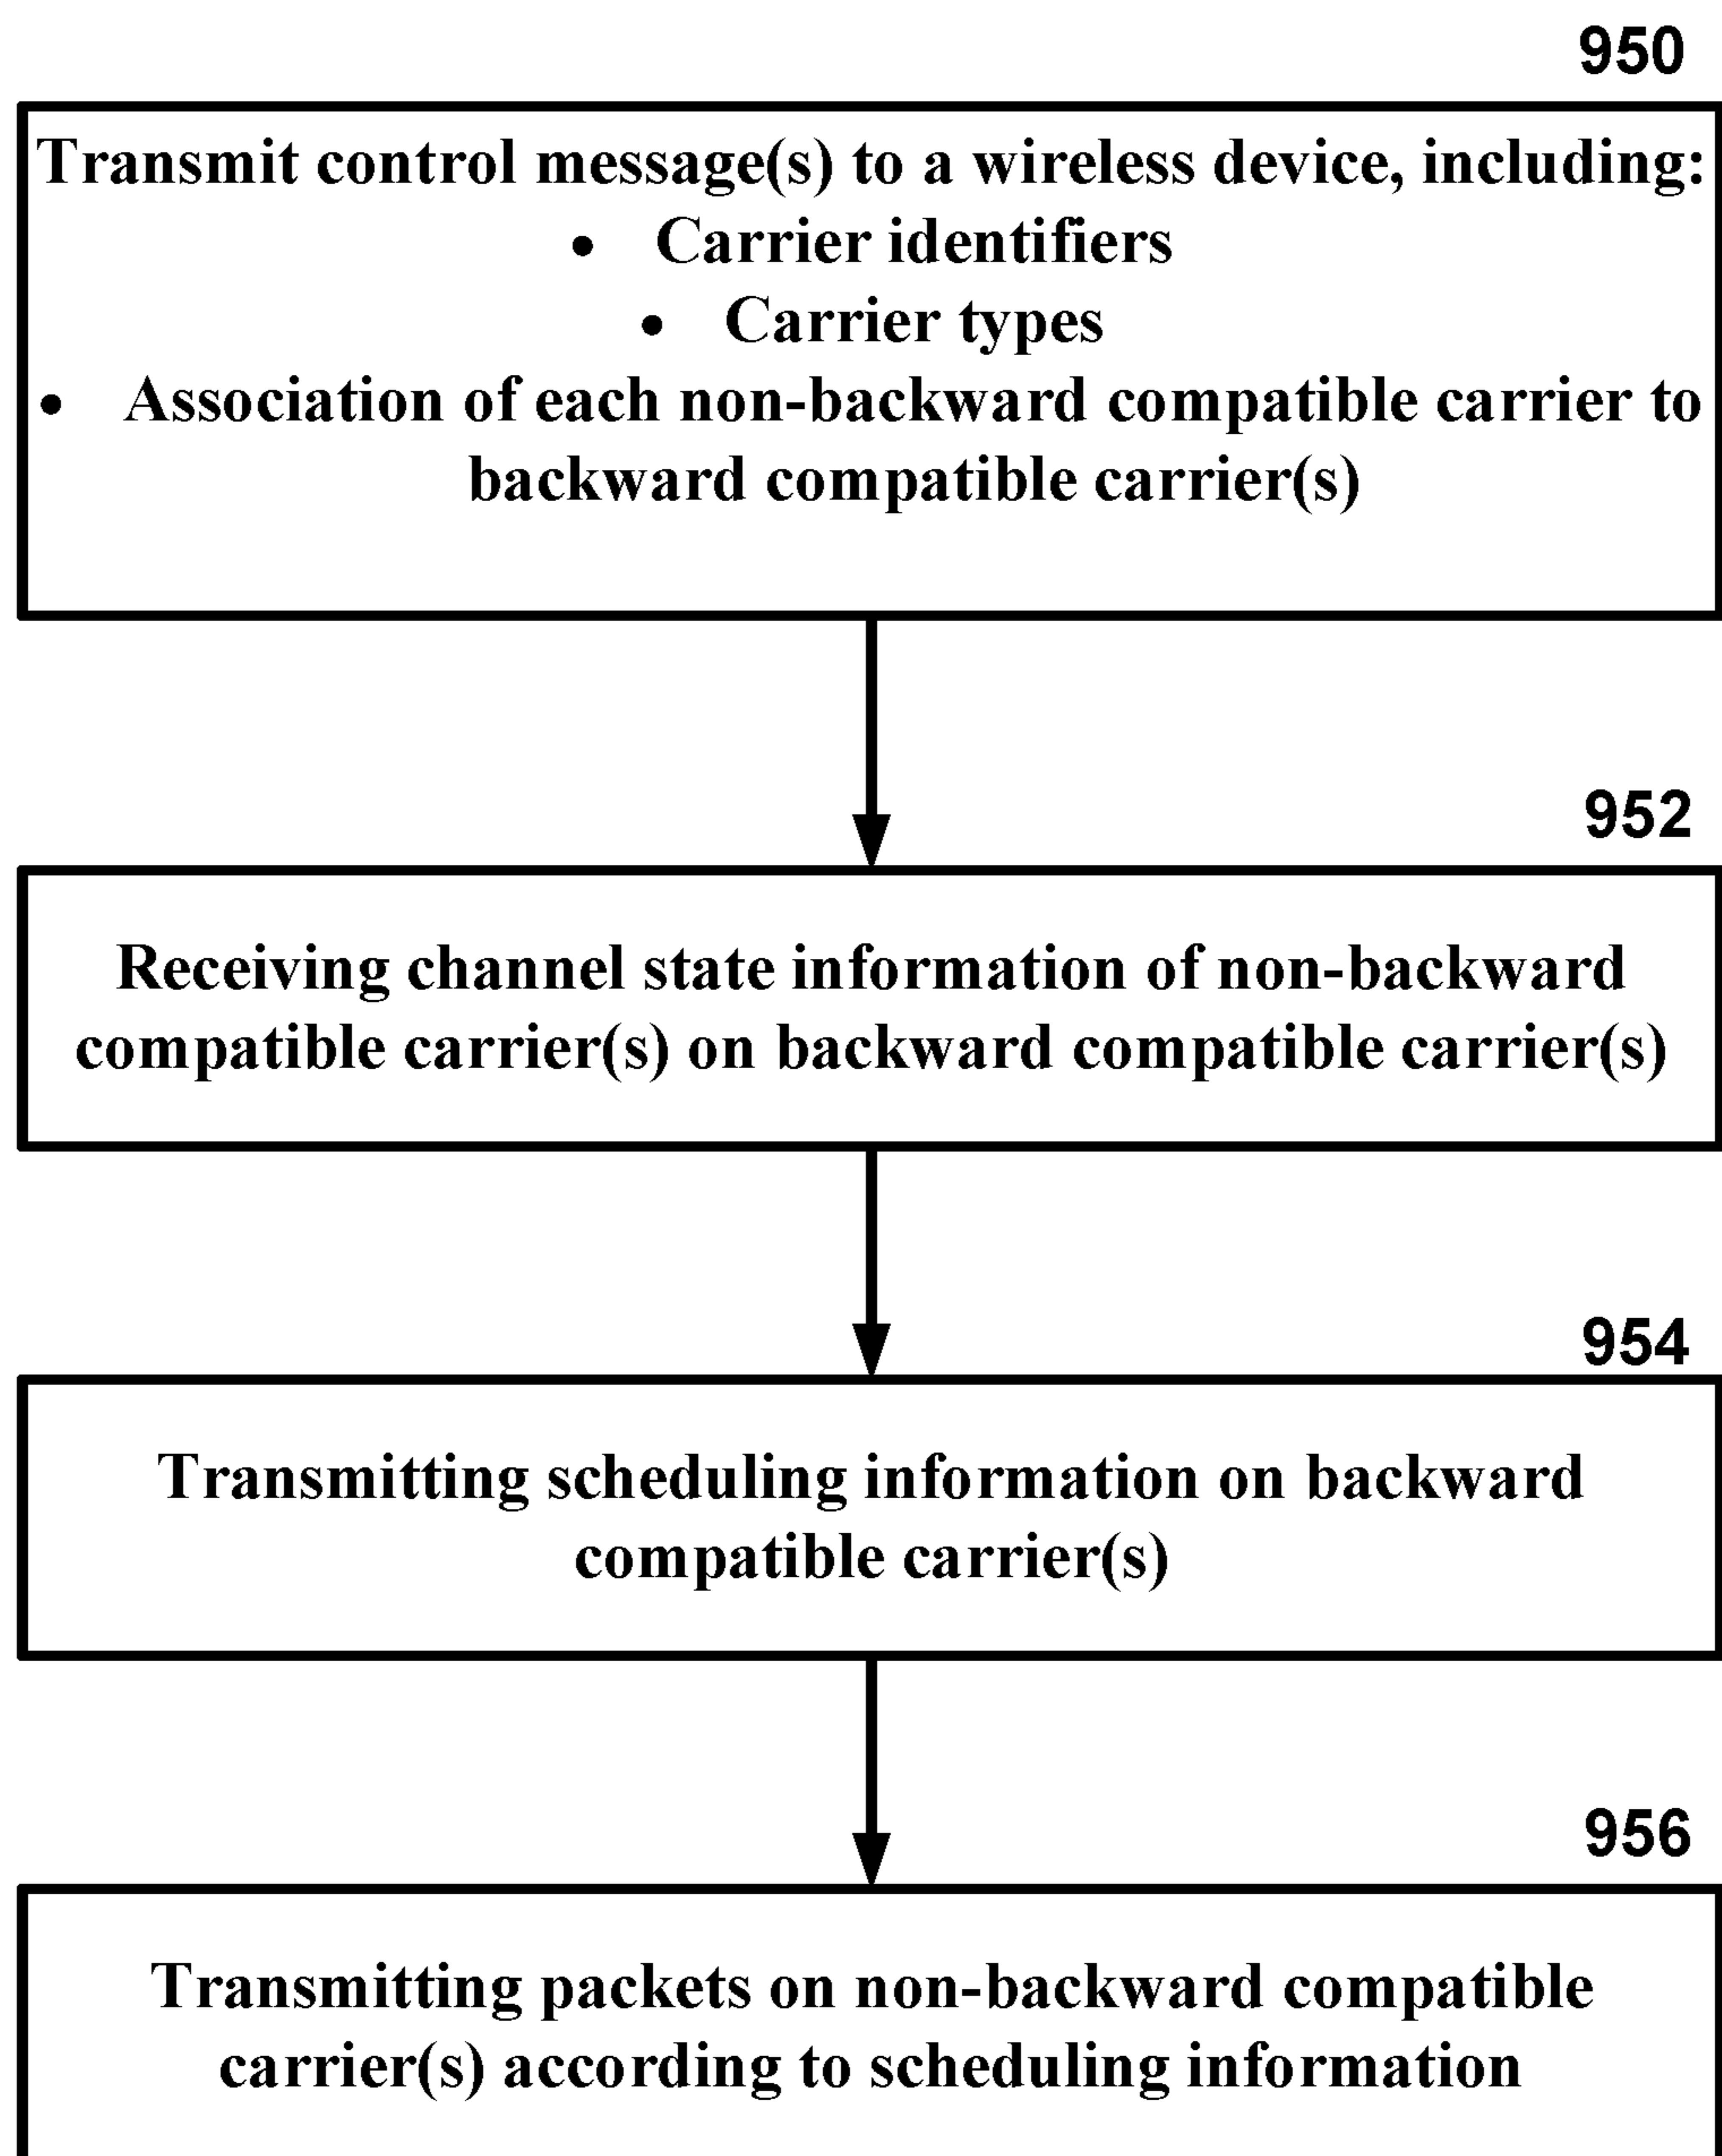 950
Transmit control message(s) to a wireless device, including:
• Carrier identifiers
• Carrier types
• Association of each non-backward compatible carrier to
backward compatible carrier(s)
952
Receiving channel state information of non-backward
compatible carrier(s) on backward compatible carrier(s)
954
Transmitting scheduling information on backward
compatible carrier(s)
956
Transmitting packets on non-backward compatible
carrier(s) according to scheduling information